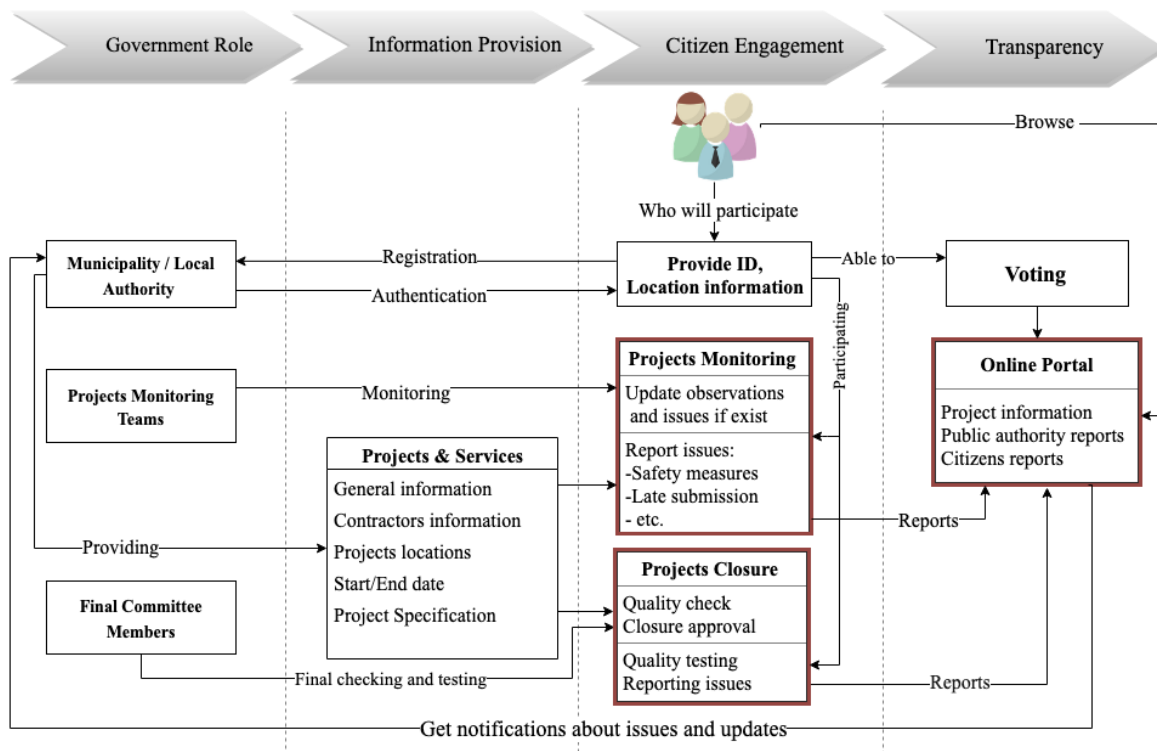 Government Role
Information Provision
Citizen Engagement
Transparency
Browse
Who will participate
Municipality / Local
Authority
Registration
Authentication
Provide ID,
Location information
Able to
Voting
Participating
Projects Monitoring
Teams
Monitoring
Projects Monitoring
Update observations
and issues if exist
Report issues:
-Safety measures
-Late submission
- etc.
Online Portal
Project information
Public authority reports
Citizens reports
Projects & Services
General information
Contractors information
Projects locations
Start/End date
Project Specification
Providing
Reports
Final Committee
Members
Final checking and testing
Projects Closure
Quality check
Closure approval
Quality testing
Reporting issues
Reports
Get notifications about issues and updates